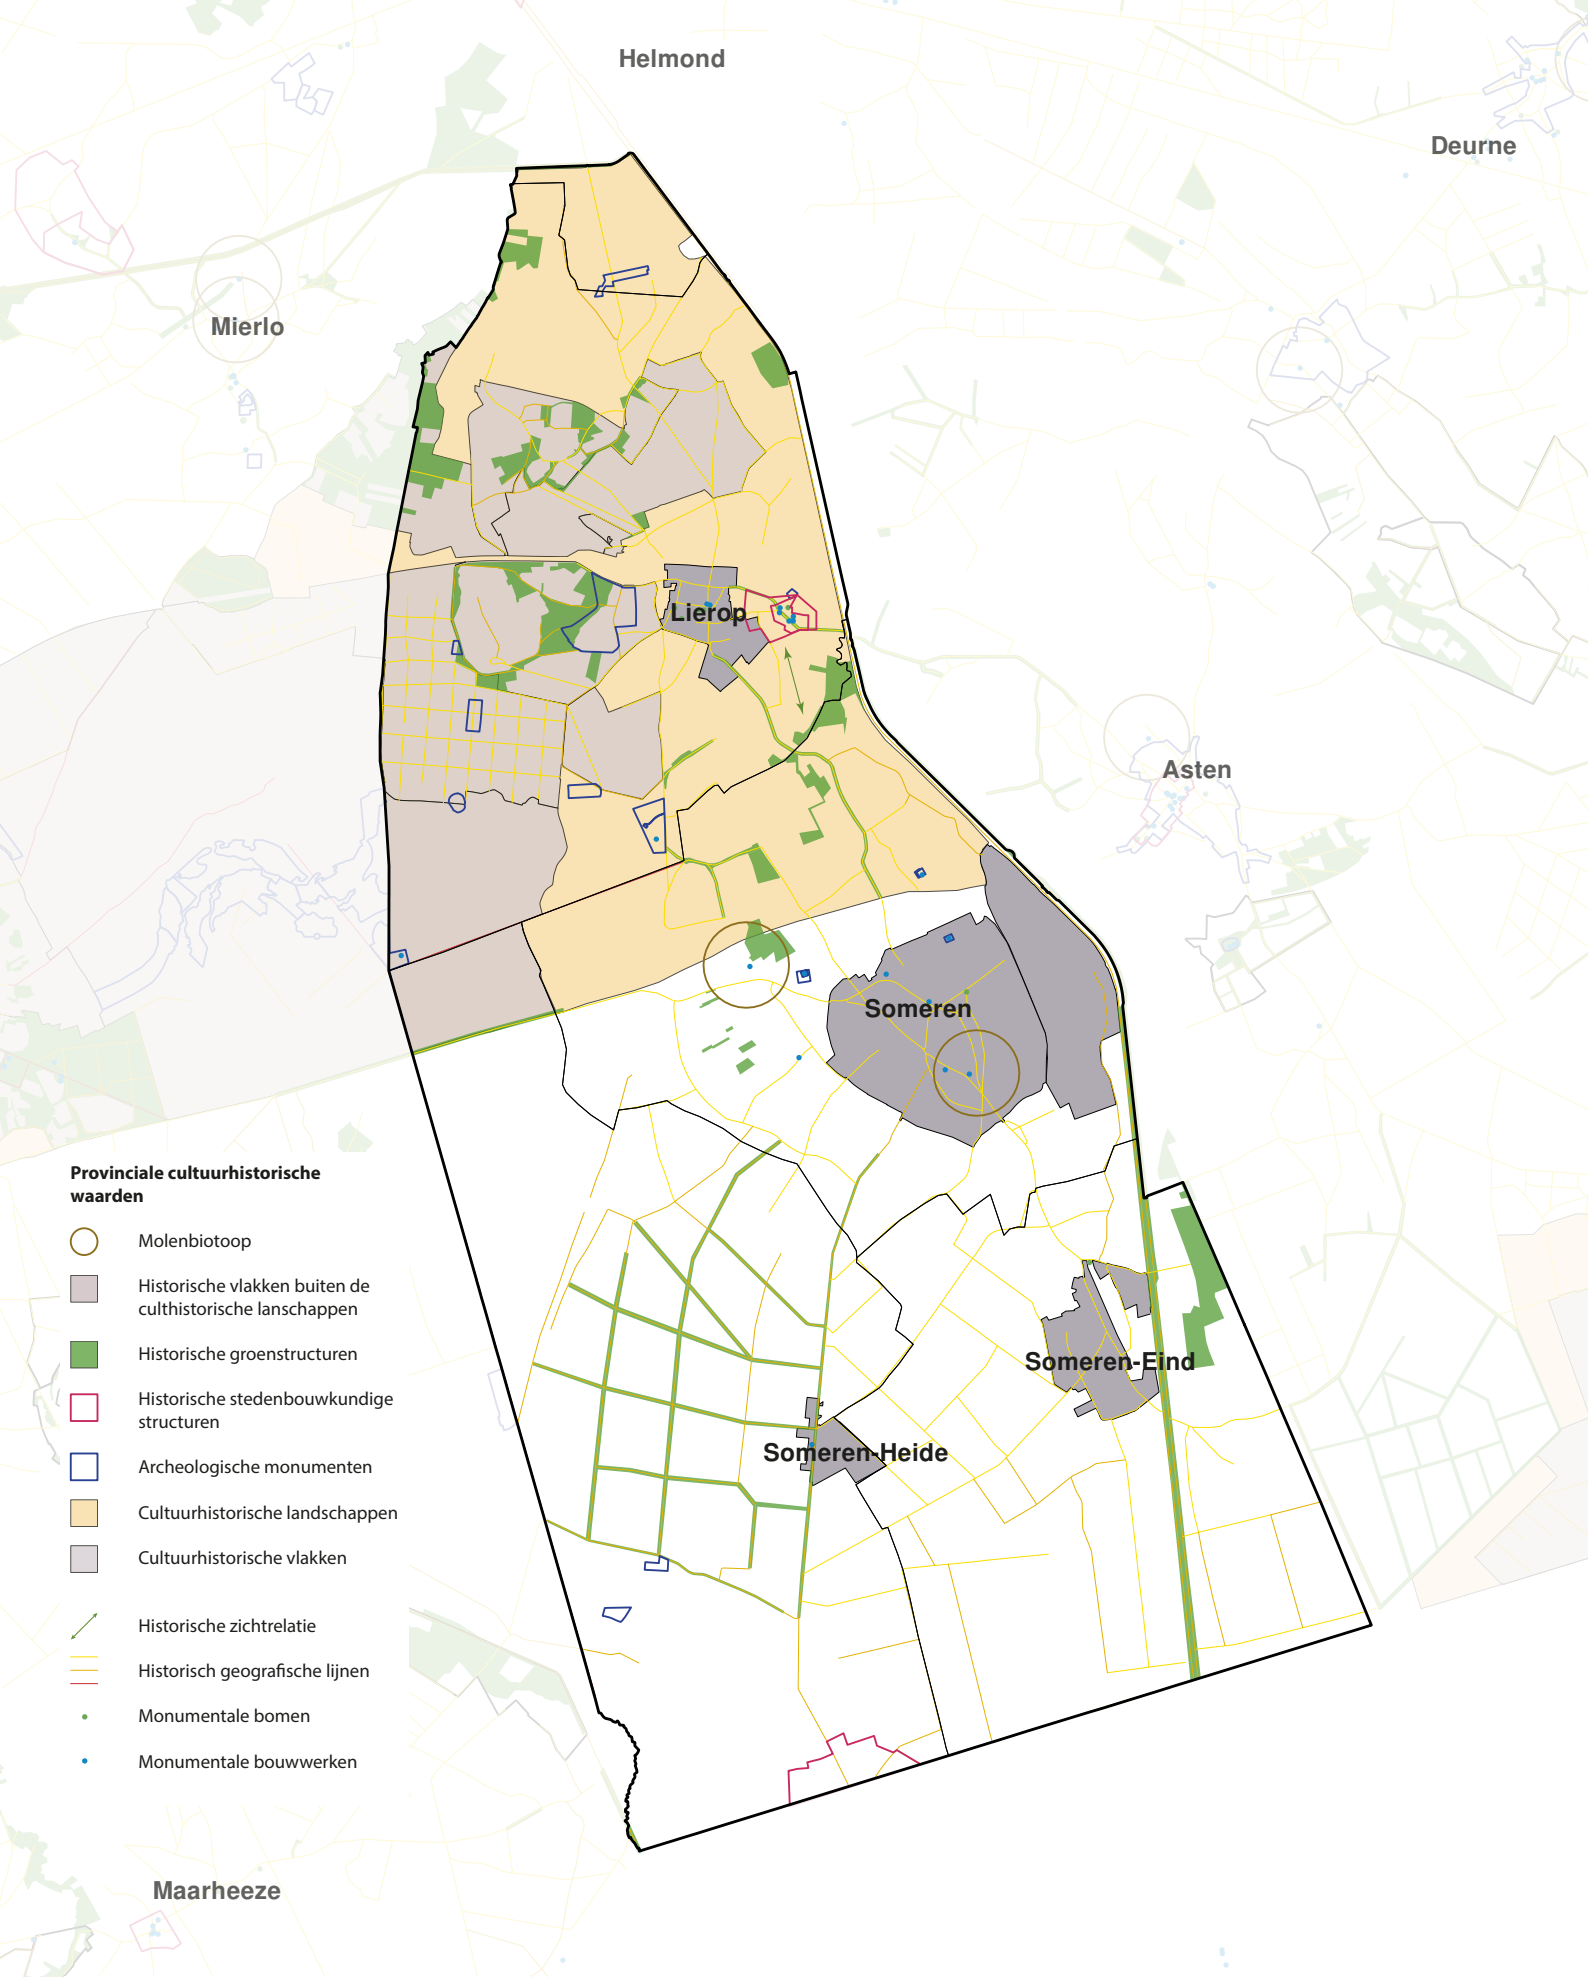 Helmond
Deurne
Mierlo
Lierop
Asten
Someren
Provinciale cultuurhistorische
waarden
Molenbiotoop
Historische vlakken buiten de
culthistorische lanschappen
Historische groenstructuren
Historische stedenbouwkundige
structuren
Archeologische monumenten
Cultuurhistorische landschappen
Cultuurhistorische vlakken
Historische zichtrelatie
Historisch geografische lijnen
Monumentale bomen
Monumentale bouwwerken
Someren-Eind
Someren-Heide
Maarheeze